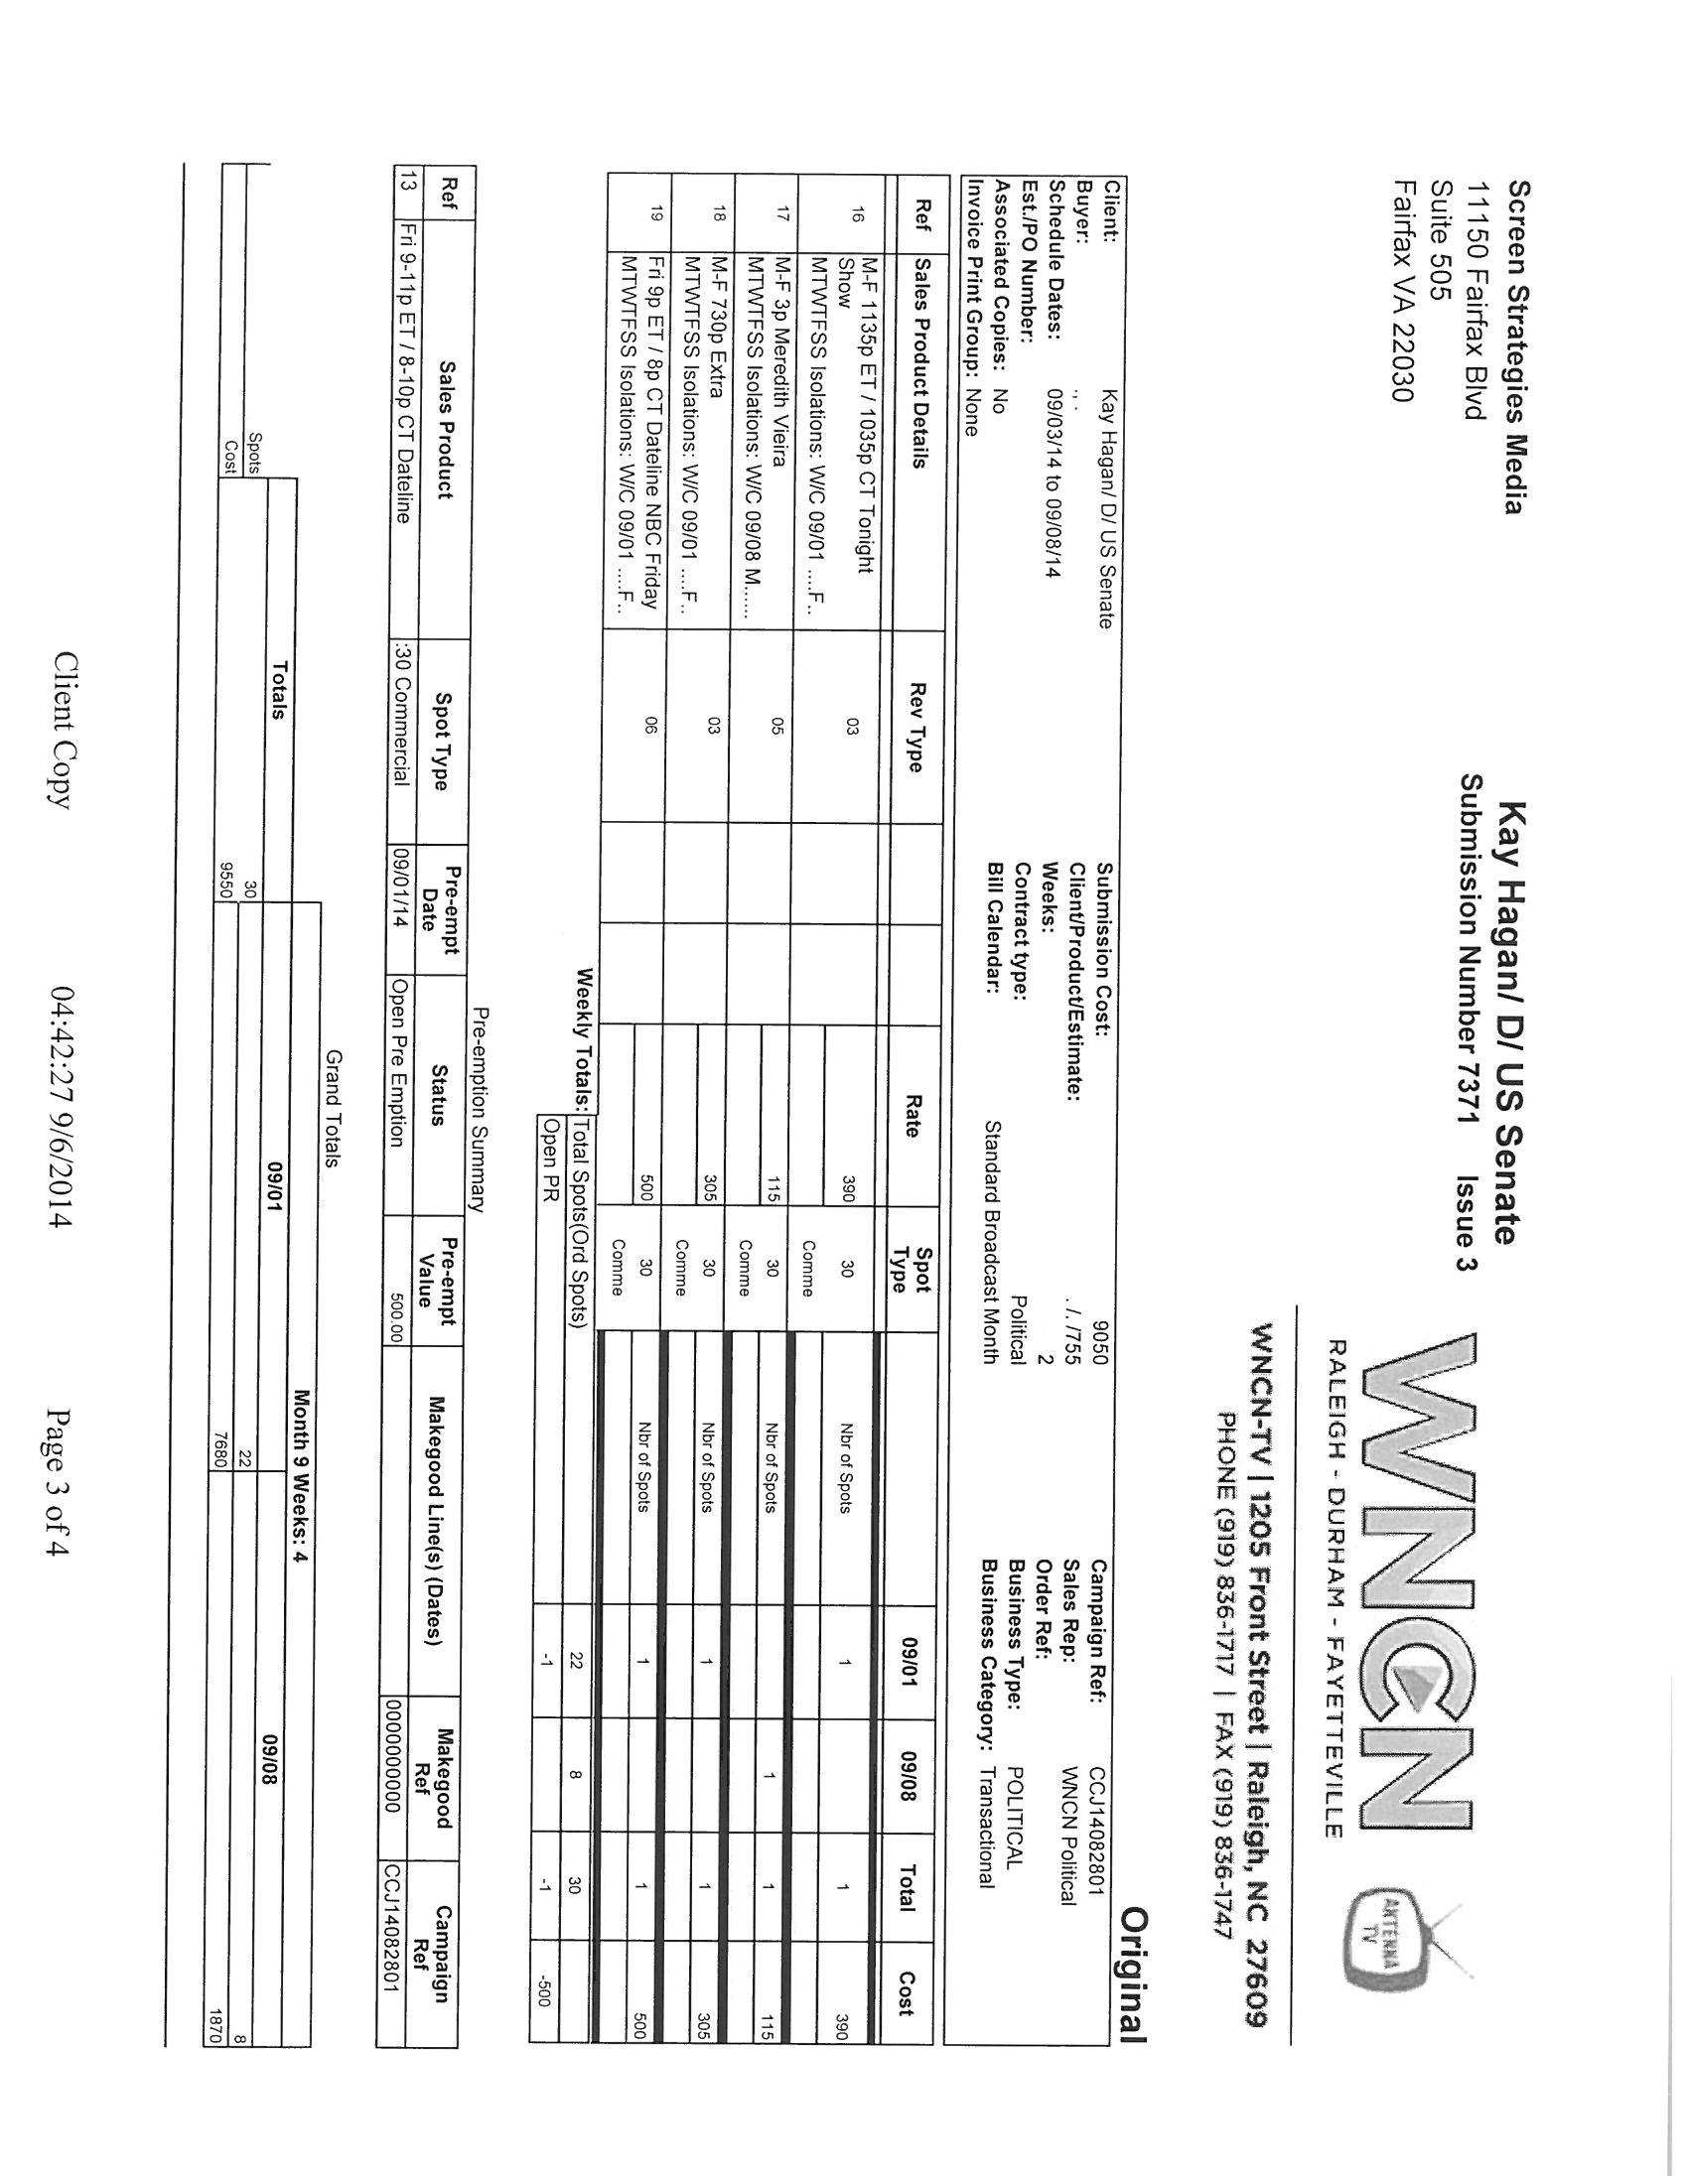 Screen Strategies Media
11150 Fairfax Blvd
Suite 505
Fairfax VA 22030
Kay Hagan/ D/ US Senate
Submission Number 7371 Issue 3
WNCN
ANTENNA TV
RALEIGH - DURHAM - FAYETTEVILLE
WNCN-TV | 1205 Front Street | Raleigh, NC 27609
PHONE (919) 836-1717 | FAX (919) 836-1747
Original
Client: Kay Hagan/ D/ US Senate Submission Cost: 9050 Campaign Ref: CCJ14082801
Buyer: ., . Client/Product/Estimate: . /. /755 Sales Rep: WNCN Political
Schedule Dates: 09/03/14 to 09/08/14 Weeks: 2 Order Ref:
Est./PO Number: Contract type: Political Business Type: POLITICAL
Associated Copies: No Bill Calendar: Standard Broadcast Month Business Category: Transactional
Invoice Print Group: None
Ref Sales Product Details Rev Type Rate Spot Type 09/01 09/08 Total Cost
16 M-F 1135p ET / 1035p CT Tonight 03 390 30 Nbr of Spots 1 1 390
Show
MTWTFSS Isolations: W/C 09/01 ....F.. Comme
17 M-F 3p Meredith Vieira 05 115 30 Nbr of Spots 1 1 115
MTWTFSS Isolations: W/C 09/08 M...... Comme
18 M-F 730p Extra 03 305 30 Nbr of Spots 1 1 305
MTWTFSS Isolations: W/C 09/01 ....F.. Comme
19 Fri 9p ET / 8p CT Dateline NBC Friday 06 500 30 Nbr of Spots 1 1 500
MTWTFSS Isolations: W/C 09/01 ....F.. Comme
Weekly Totals: Total Spots(Ord Spots) 22 8 30
Open PR -1 -1 -500
Pre-emption Summary
Ref Sales Product Spot Type Pre-empt Date Status Pre-empt Value Makegood Line(s) (Dates) Makegood Ref Campaign Ref
13 Fri 9-11p ET / 8-10p CT Dateline :30 Commercial 09/01/14 Open Pre Emption 500.00 0000000000 CCJ14082801
Grand Totals
Month 9 Weeks: 4
Totals 09/01 09/08
Spots 30 22 8
Cost 9550 7680 1870
Client Copy 04:42:27 9/6/2014 Page 3 of 4